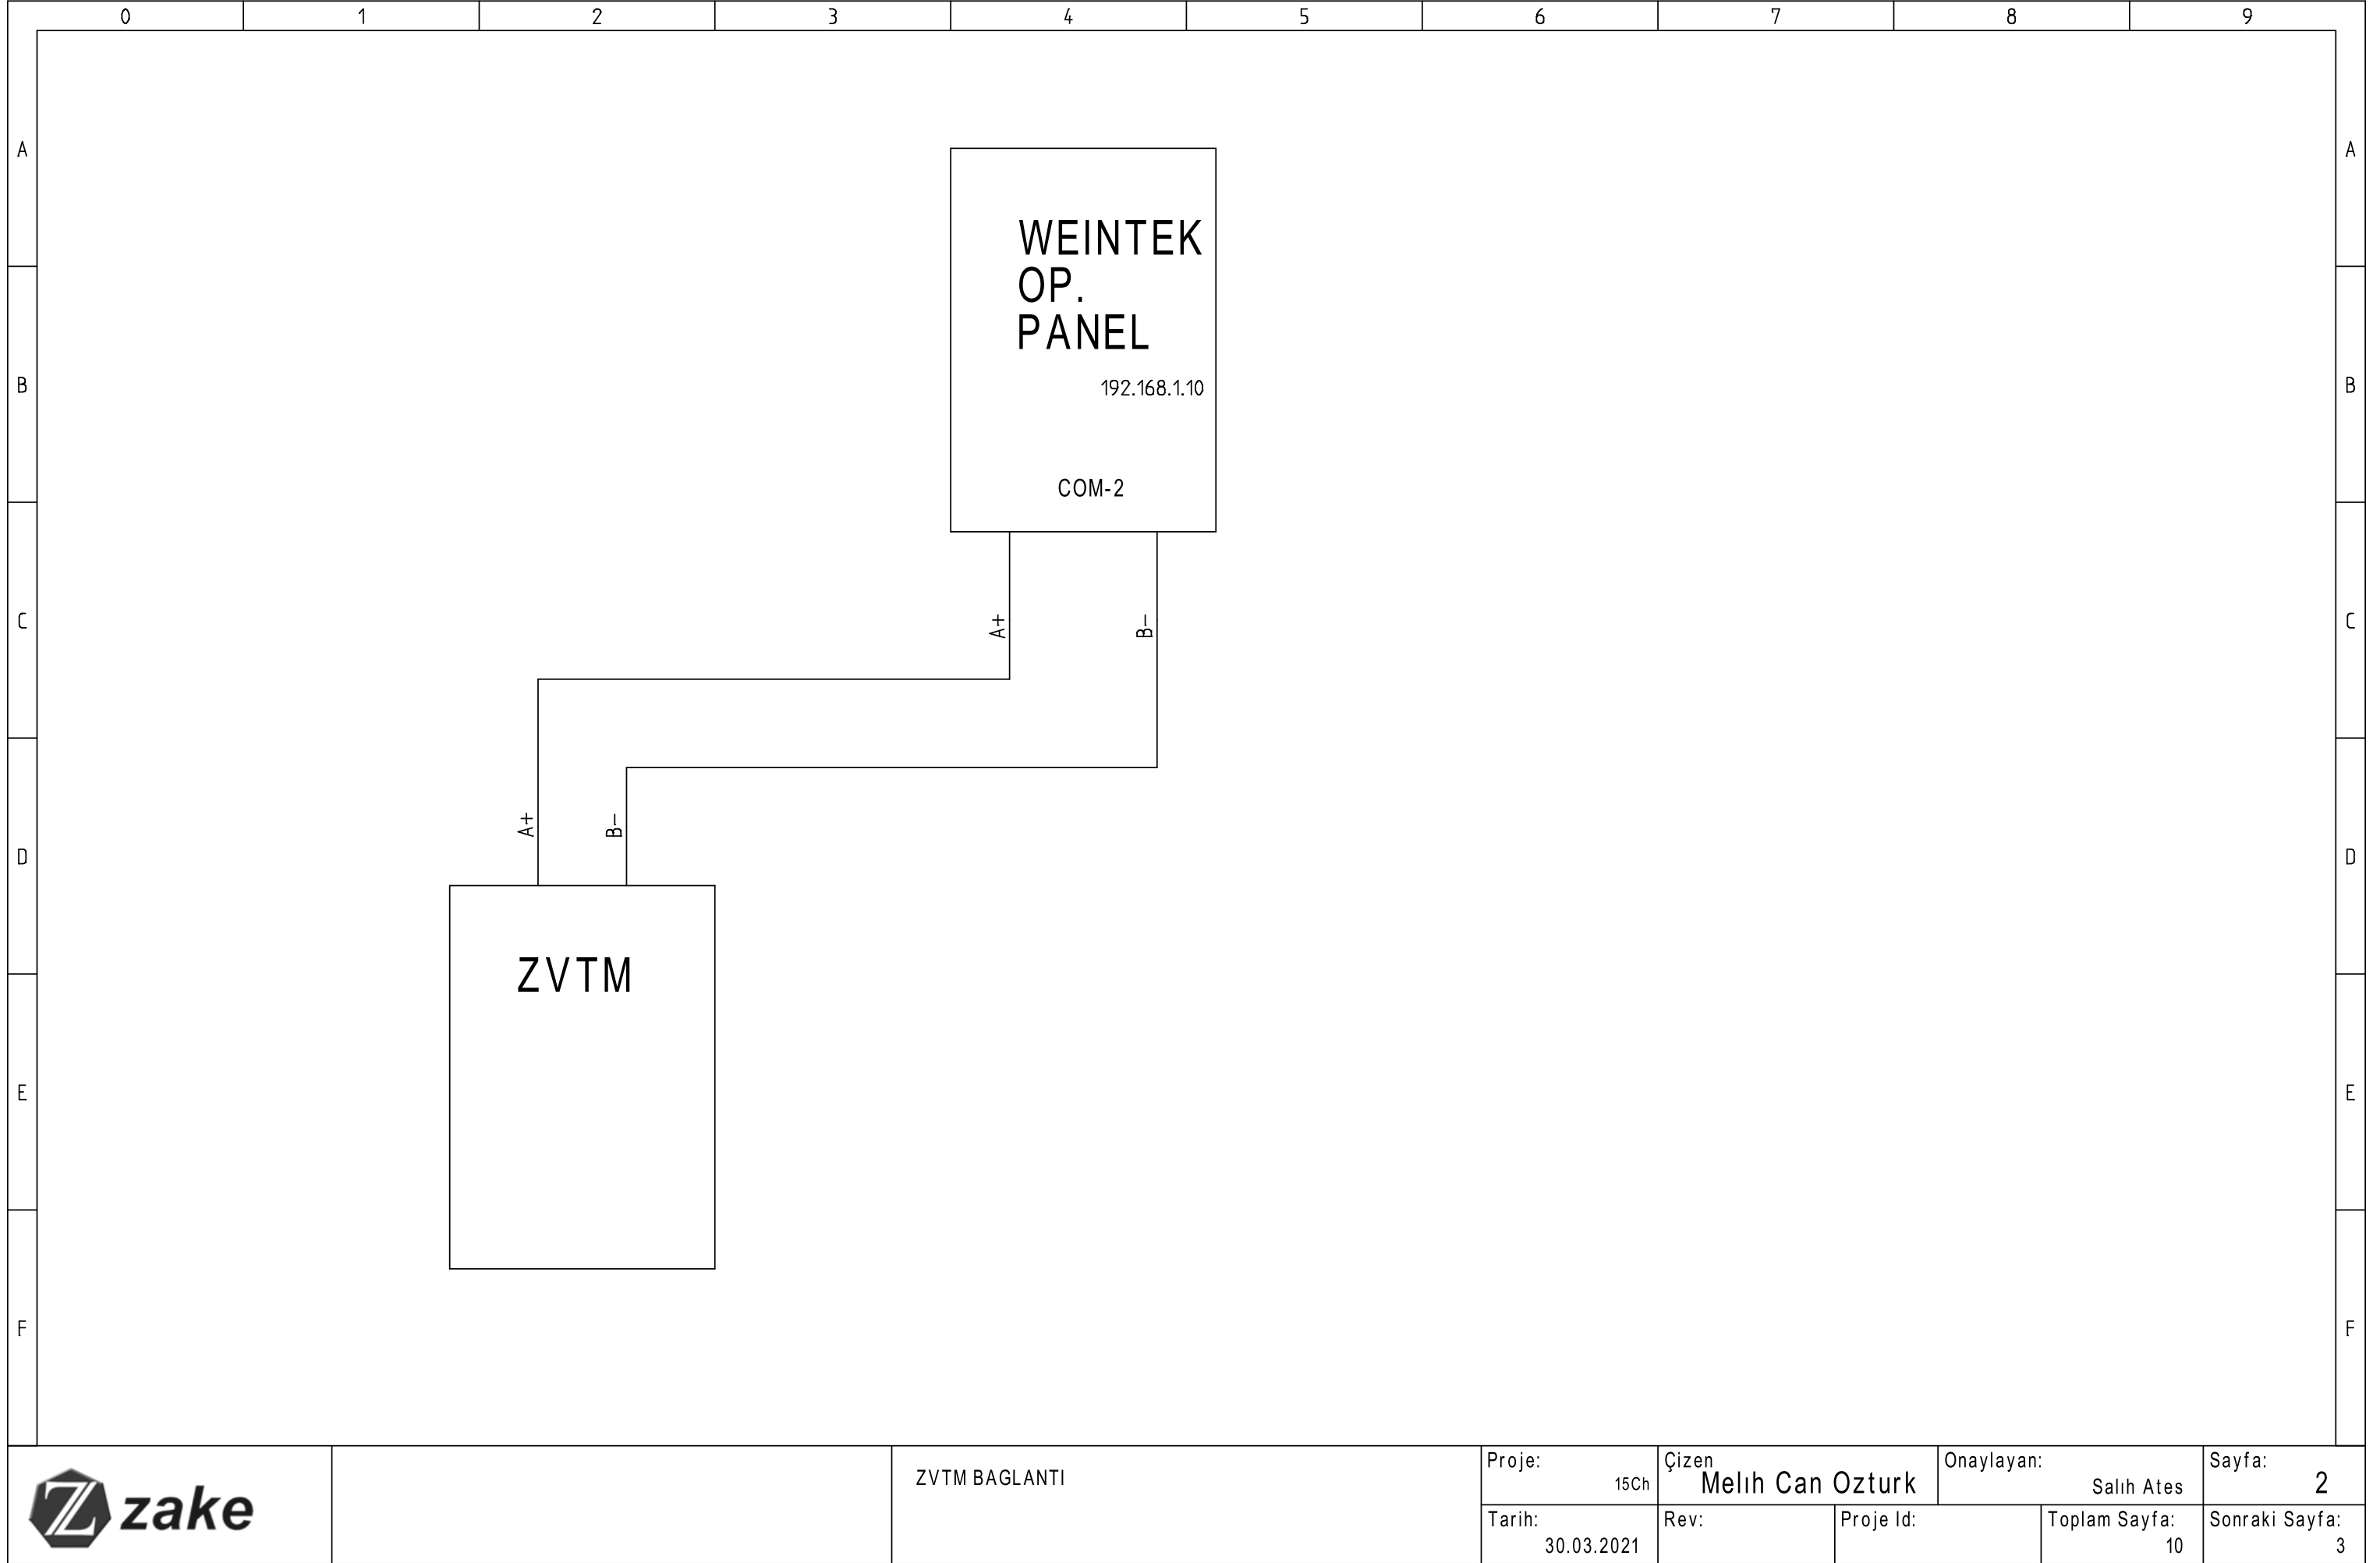 0 1 2 3 4 5 6 7 8 9
A A
WEINTEK
OP.
PANEL
B 192.168.1.10 B
COM-2
C A+ B- C
A+ B-
D D
ZVTM
E E
F F
zake
ZVTM BAGLANTI
Proje: 15Ch
Çizen Melıh Can Ozturk
Onaylayan: Salıh Ates
Sayfa: 2
Tarih: 30.03.2021
Rev:
Proje Id:
Toplam Sayfa: 10
Sonraki Sayfa: 3